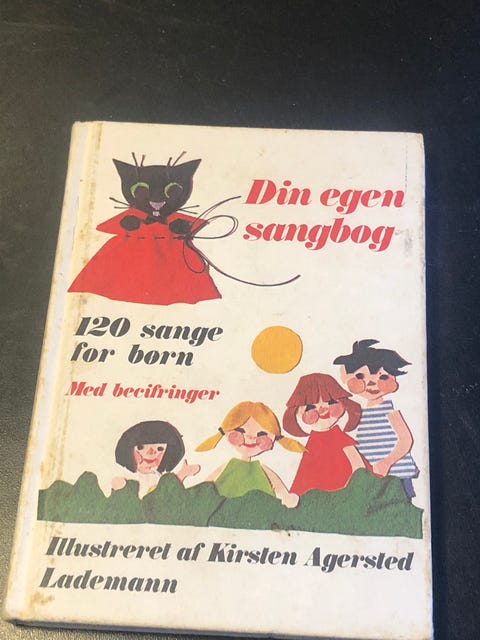 Din egen
sangbog
120 sange
for børn
Med becifringer
Illustreret af Kirsten Agersted
Lademann